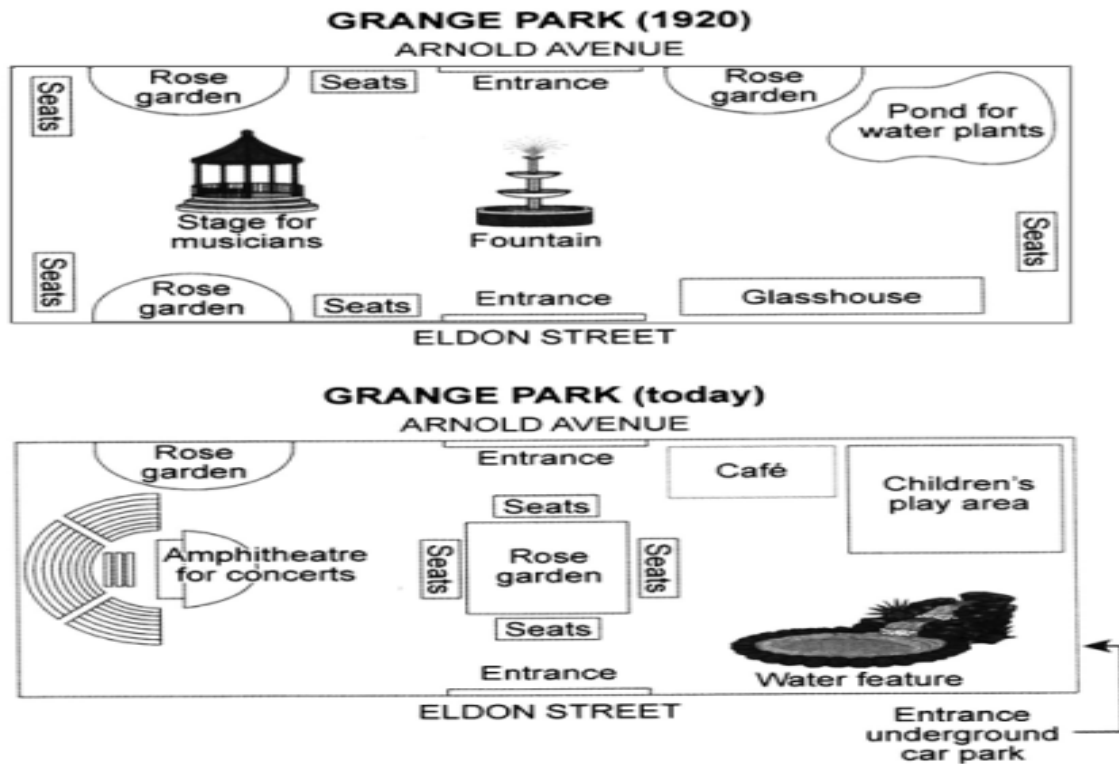 GRANGE PARK (1920)
ARNOLD AVENUE
Seats
Rose
garden
Seats
Entrance
Rose
garden
Pond for
water plants
Stage for
musicians
Fountain
Seats
Seats
Rose
garden
Seats
Entrance
Glasshouse
ELDON STREET
GRANGE PARK (today)
ARNOLD AVENUE
Rose
garden
Entrance
Café
Children's
play area
Seats
Amphitheatre
for concerts
Seats
Rose
garden
Seats
Seats
Entrance
Water feature
ELDON STREET
Entrance
underground
car park